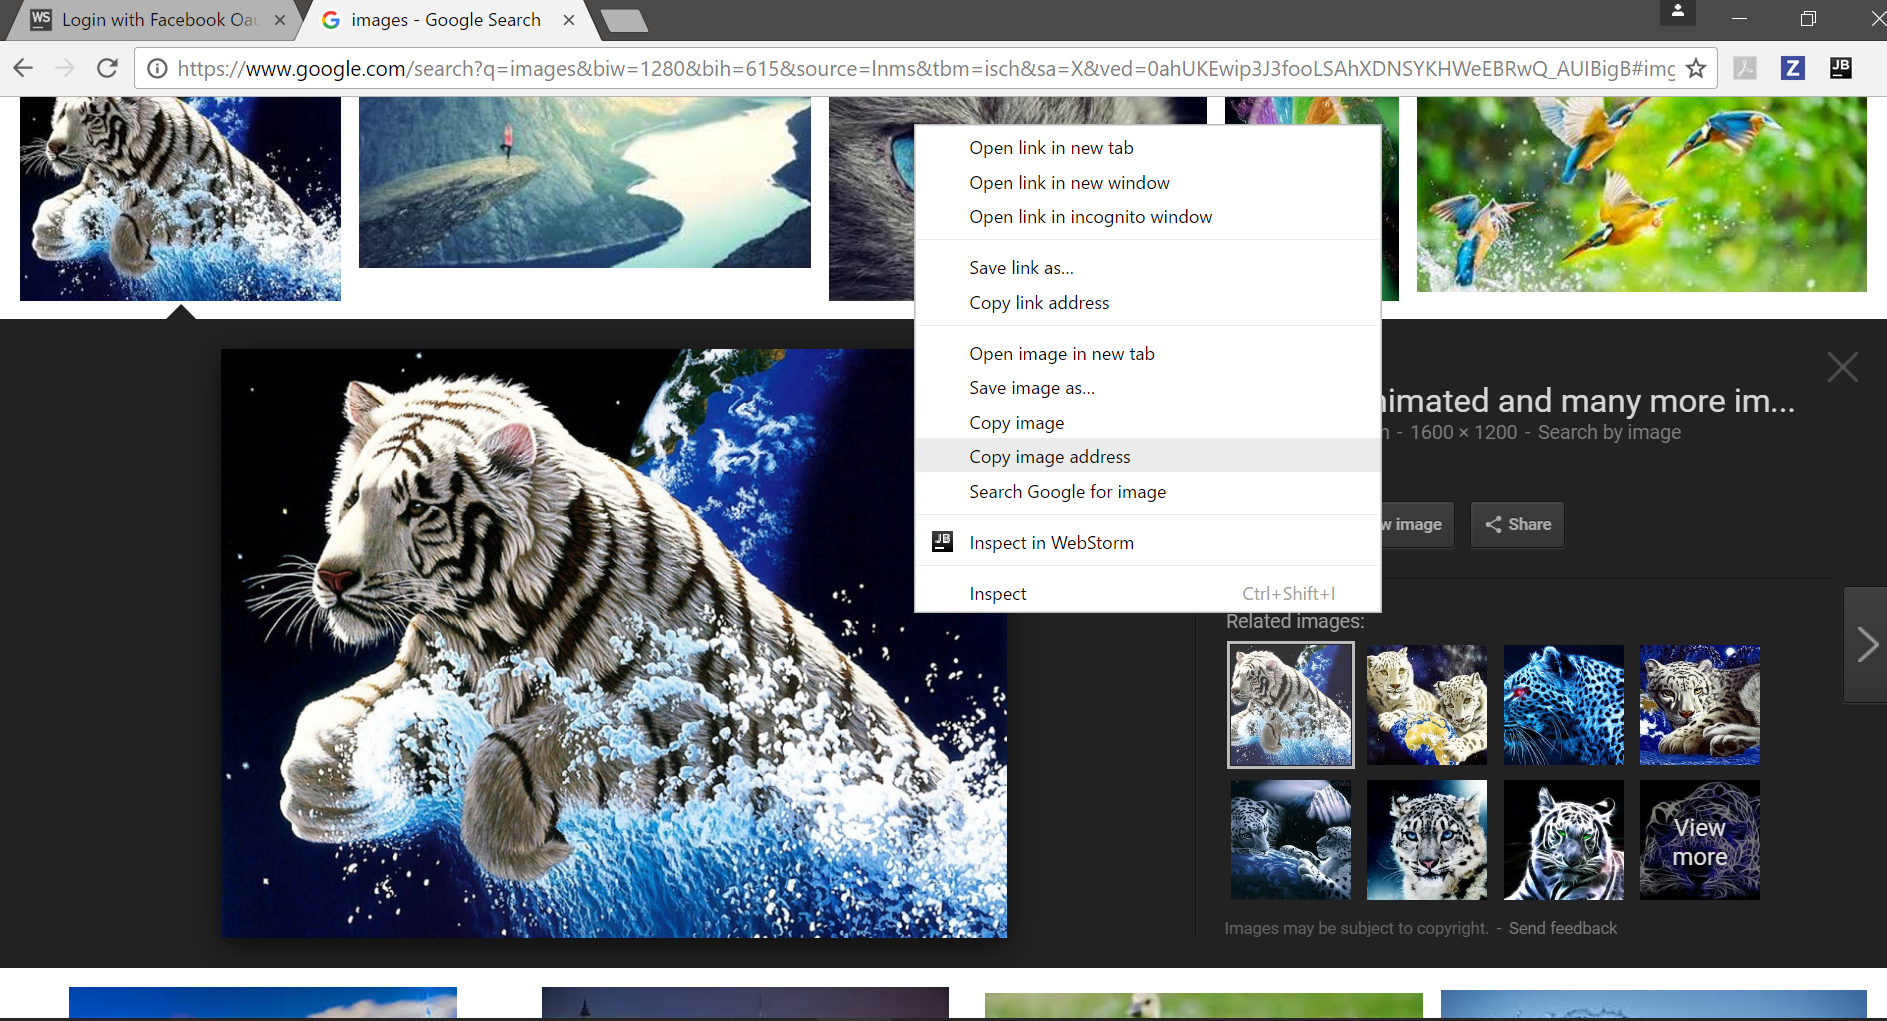 WS Login with Facebook Oau
images - Google Search
https://www.google.com/search?q=images&biw=1280&bih=615&source=lnms&tbm=isch&sa=X&ved=0ahUKEwip3J3fooLSAhXDNSYKHWeEBRwQ_AUIBigB#img
Z
JB
Open link in new tab
Open link in new window
Open link in incognito window
Save link as...
Copy link address
Open image in new tab
Save image as...
Copy image
Copy image address
Search Google for image
JB Inspect in WebStorm
Inspect Ctrl+Shift+I
nimated and many more im...
n - 1600 × 1200 - Search by image
w image
Share
Related images:
View
more
Images may be subject to copyright. - Send feedback